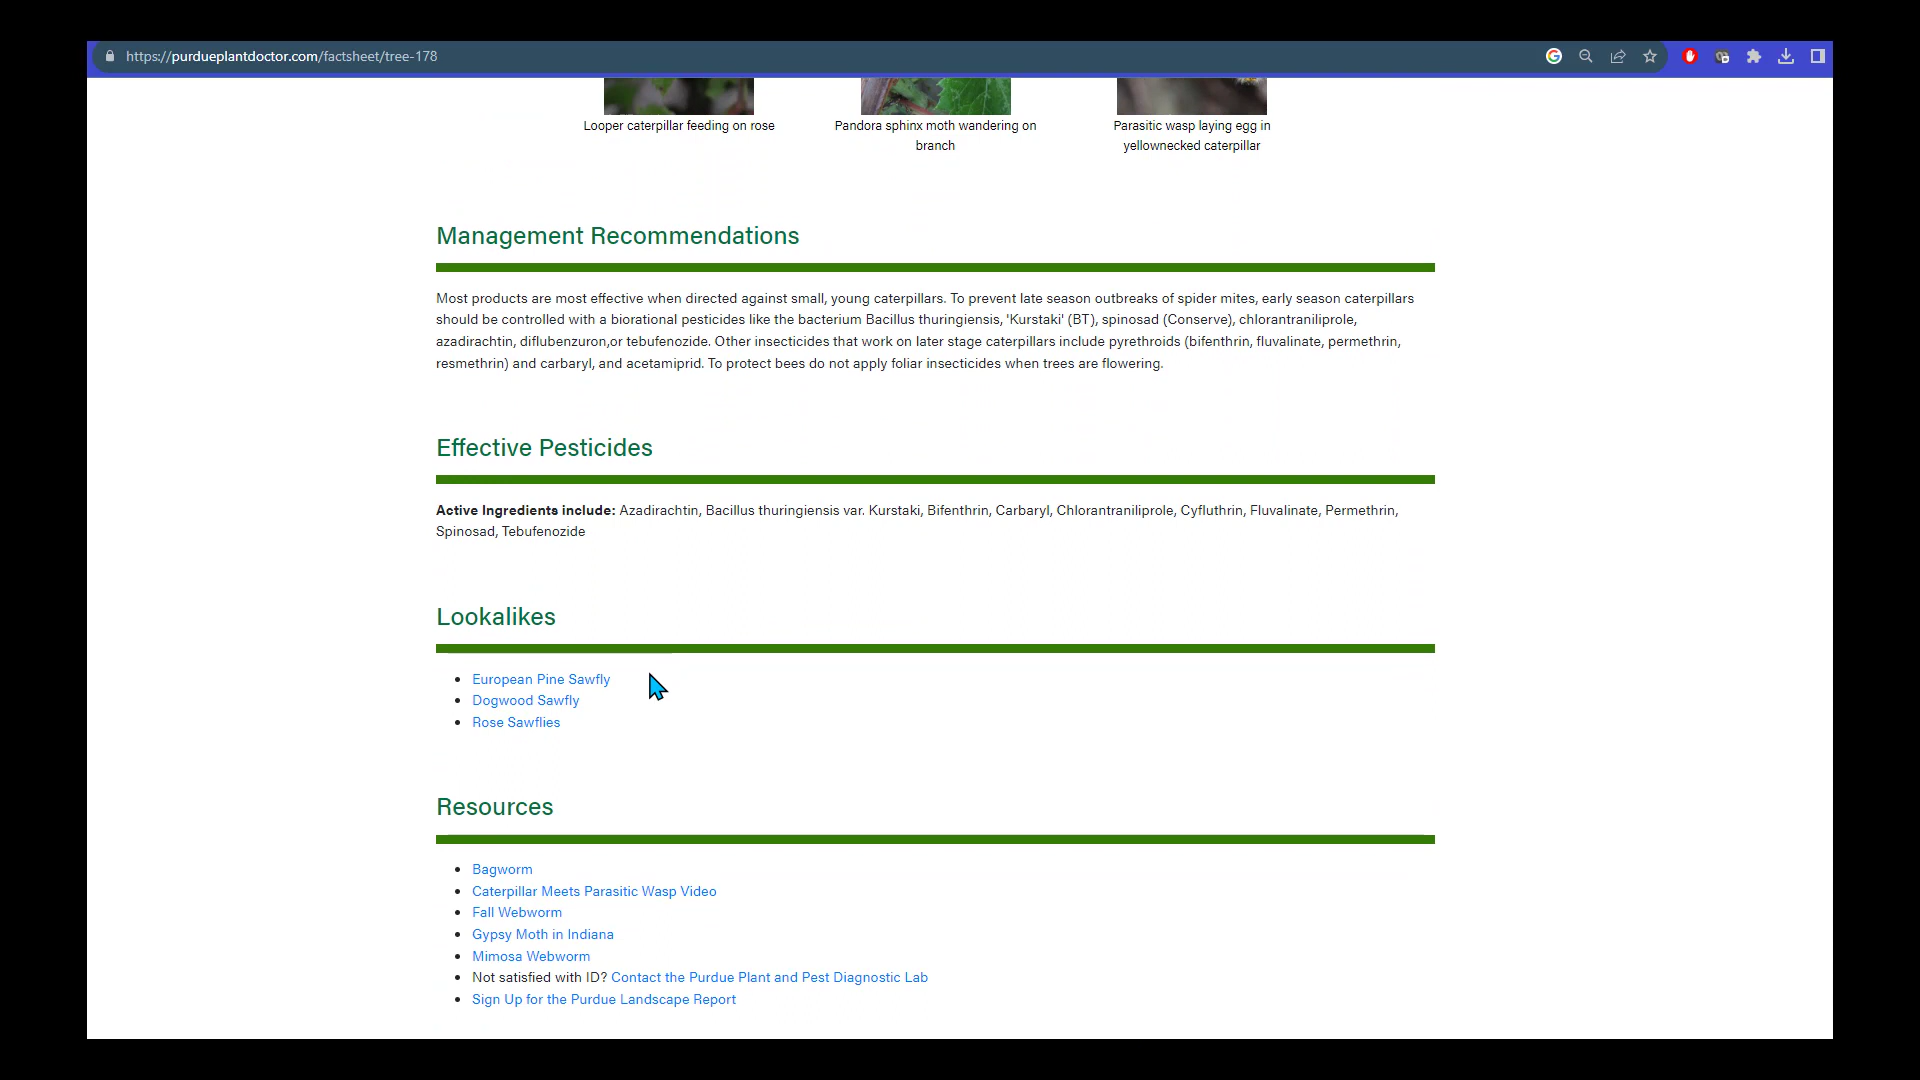 https://purdueplantdoctor.com/factsheet/tree-178
Looper caterpillar feeding on rose
Pandora sphinx moth wandering on
branch
Parasitic wasp laying egg in
yellownecked caterpillar
Management Recommendations
Most products are most effective when directed against small, young caterpillars. To prevent late season outbreaks of spider mites, early season caterpillars
should be controlled with a biorational pesticides like the bacterium Bacillus thuringiensis, 'Kurstaki' (BT), spinosad (Conserve), chlorantraniliprole,
azadirachtin, diflubenzuron,or tebufenozide. Other insecticides that work on later stage caterpillars include pyrethroids (bifenthrin, fluvalinate, permethrin,
resmethrin) and carbaryl, and acetamiprid. To protect bees do not apply foliar insecticides when trees are flowering.
Effective Pesticides
Active Ingredients include: Azadirachtin, Bacillus thuringiensis var. Kurstaki, Bifenthrin, Carbaryl, Chlorantraniliprole, Cyfluthrin, Fluvalinate, Permethrin,
Spinosad, Tebufenozide
Lookalikes
European Pine Sawfly
Dogwood Sawfly
Rose Sawflies
Resources
Bagworm
Caterpillar Meets Parasitic Wasp Video
Fall Webworm
Gypsy Moth in Indiana
Mimosa Webworm
Not satisfied with ID? Contact the Purdue Plant and Pest Diagnostic Lab
Sign Up for the Purdue Landscape Report